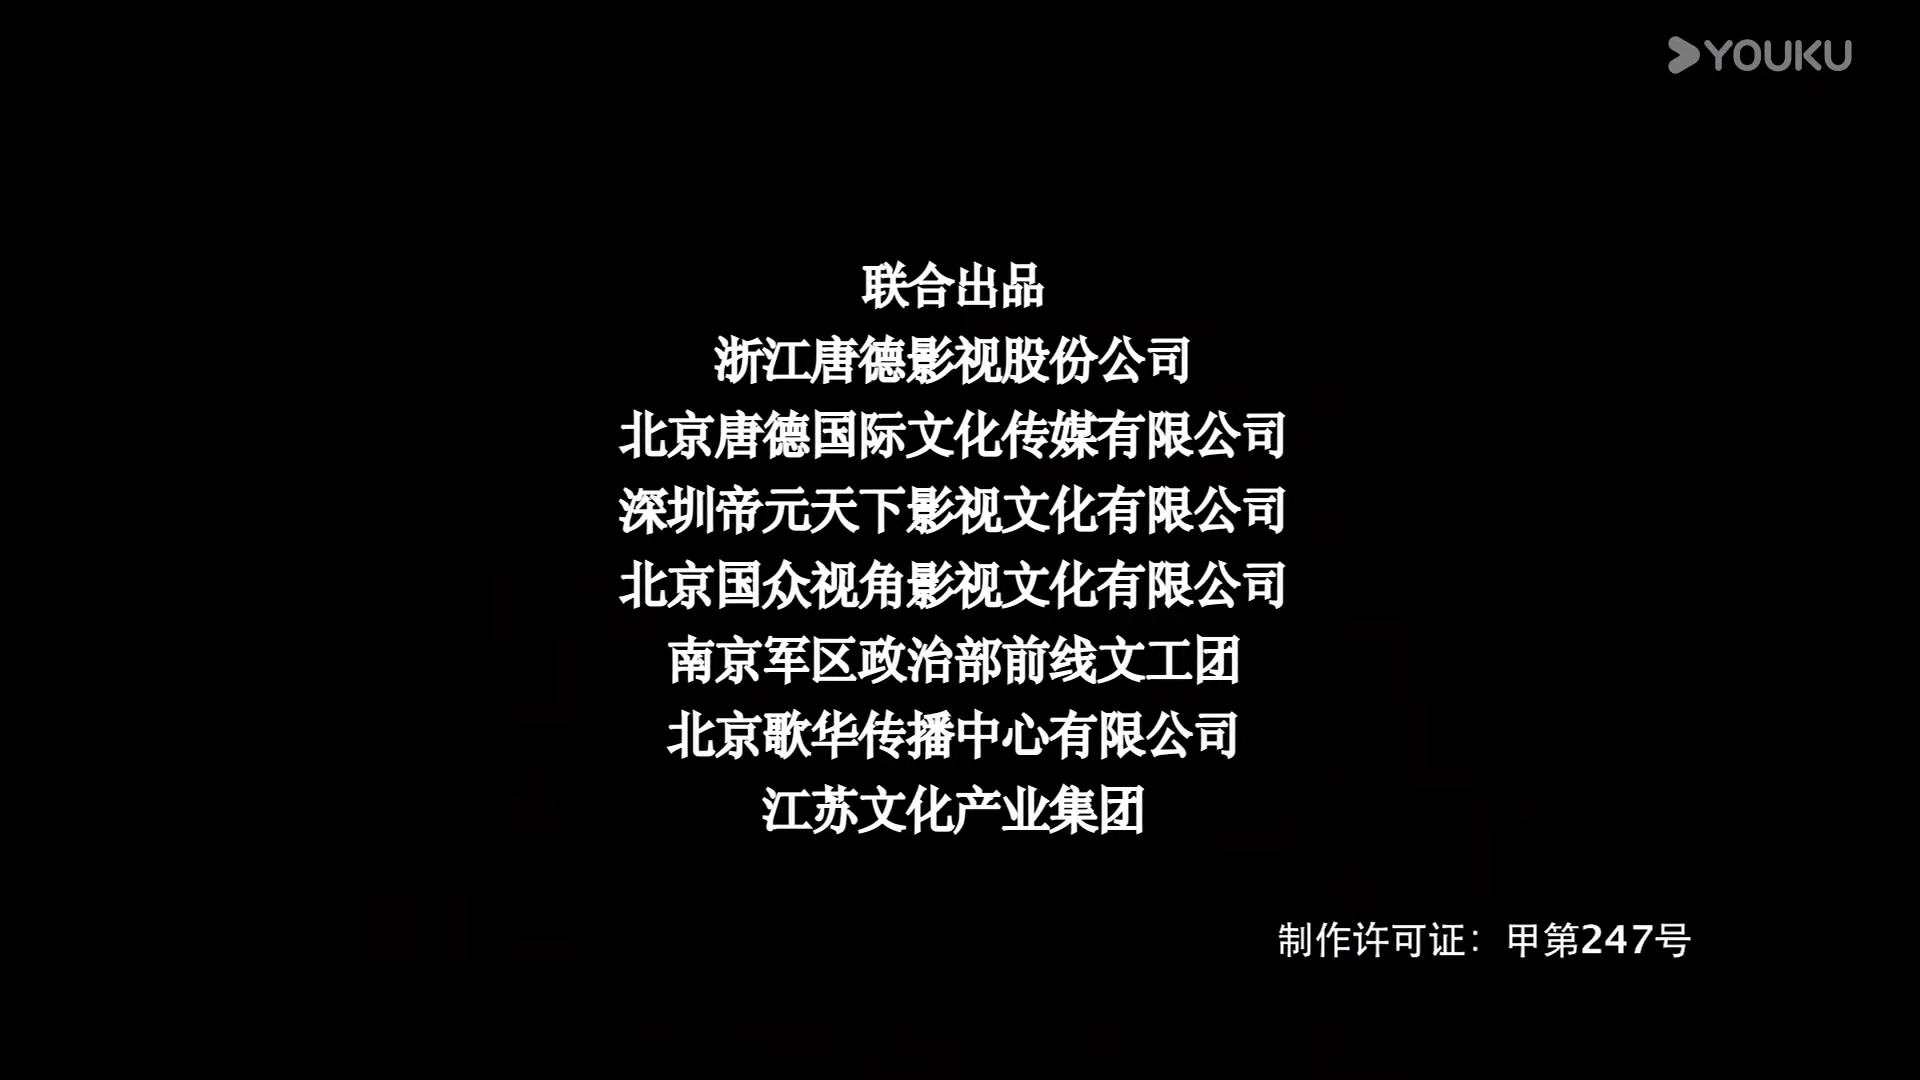 YOUKU
联合出品
浙江唐德影视股份公司
北京唐德国际文化传媒有限公司
深圳帝元天下影视文化有限公司
北京国众视角影视文化有限公司
南京军区政治部前线文工团
北京歌华传播中心有限公司
江苏文化产业集团
制作许可证：甲第247号